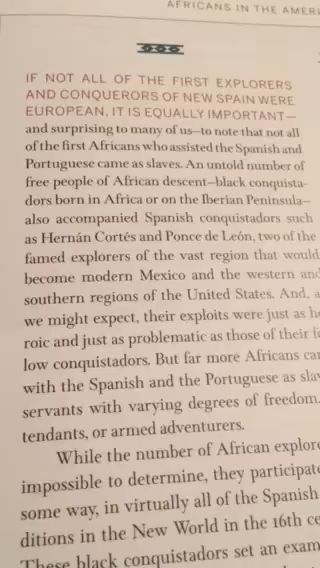 AFRICANS IN THE AMERI
IF NOT ALL OF THE FIRST EXPLORERS
AND CONQUERORS OF NEW SPAIN WERE
EUROPEAN, IT IS EQUALLY IMPORTANT—
and surprising to many of us—to note that not all
of the first Africans who assisted the Spanish and
Portuguese came as slaves. An untold number of
free people of African descent—black conquista-
dors born in Africa or on the Iberian Peninsula—
also accompanied Spanish conquistadors such
as Hernán Cortés and Ponce de León, two of the
famed explorers of the vast region that would
become modern Mexico and the western and
southern regions of the United States. And, a
we might expect, their exploits were just as he
roic and just as problematic as those of their fe
low conquistadors. But far more Africans cam
with the Spanish and the Portuguese as slav
servants with varying degrees of freedom.
tendants, or armed adventurers.
While the number of African explore
impossible to determine, they participate
some way, in virtually all of the Spanish
ditions in the New World in the 16th ce
These black conquistadors set an exam